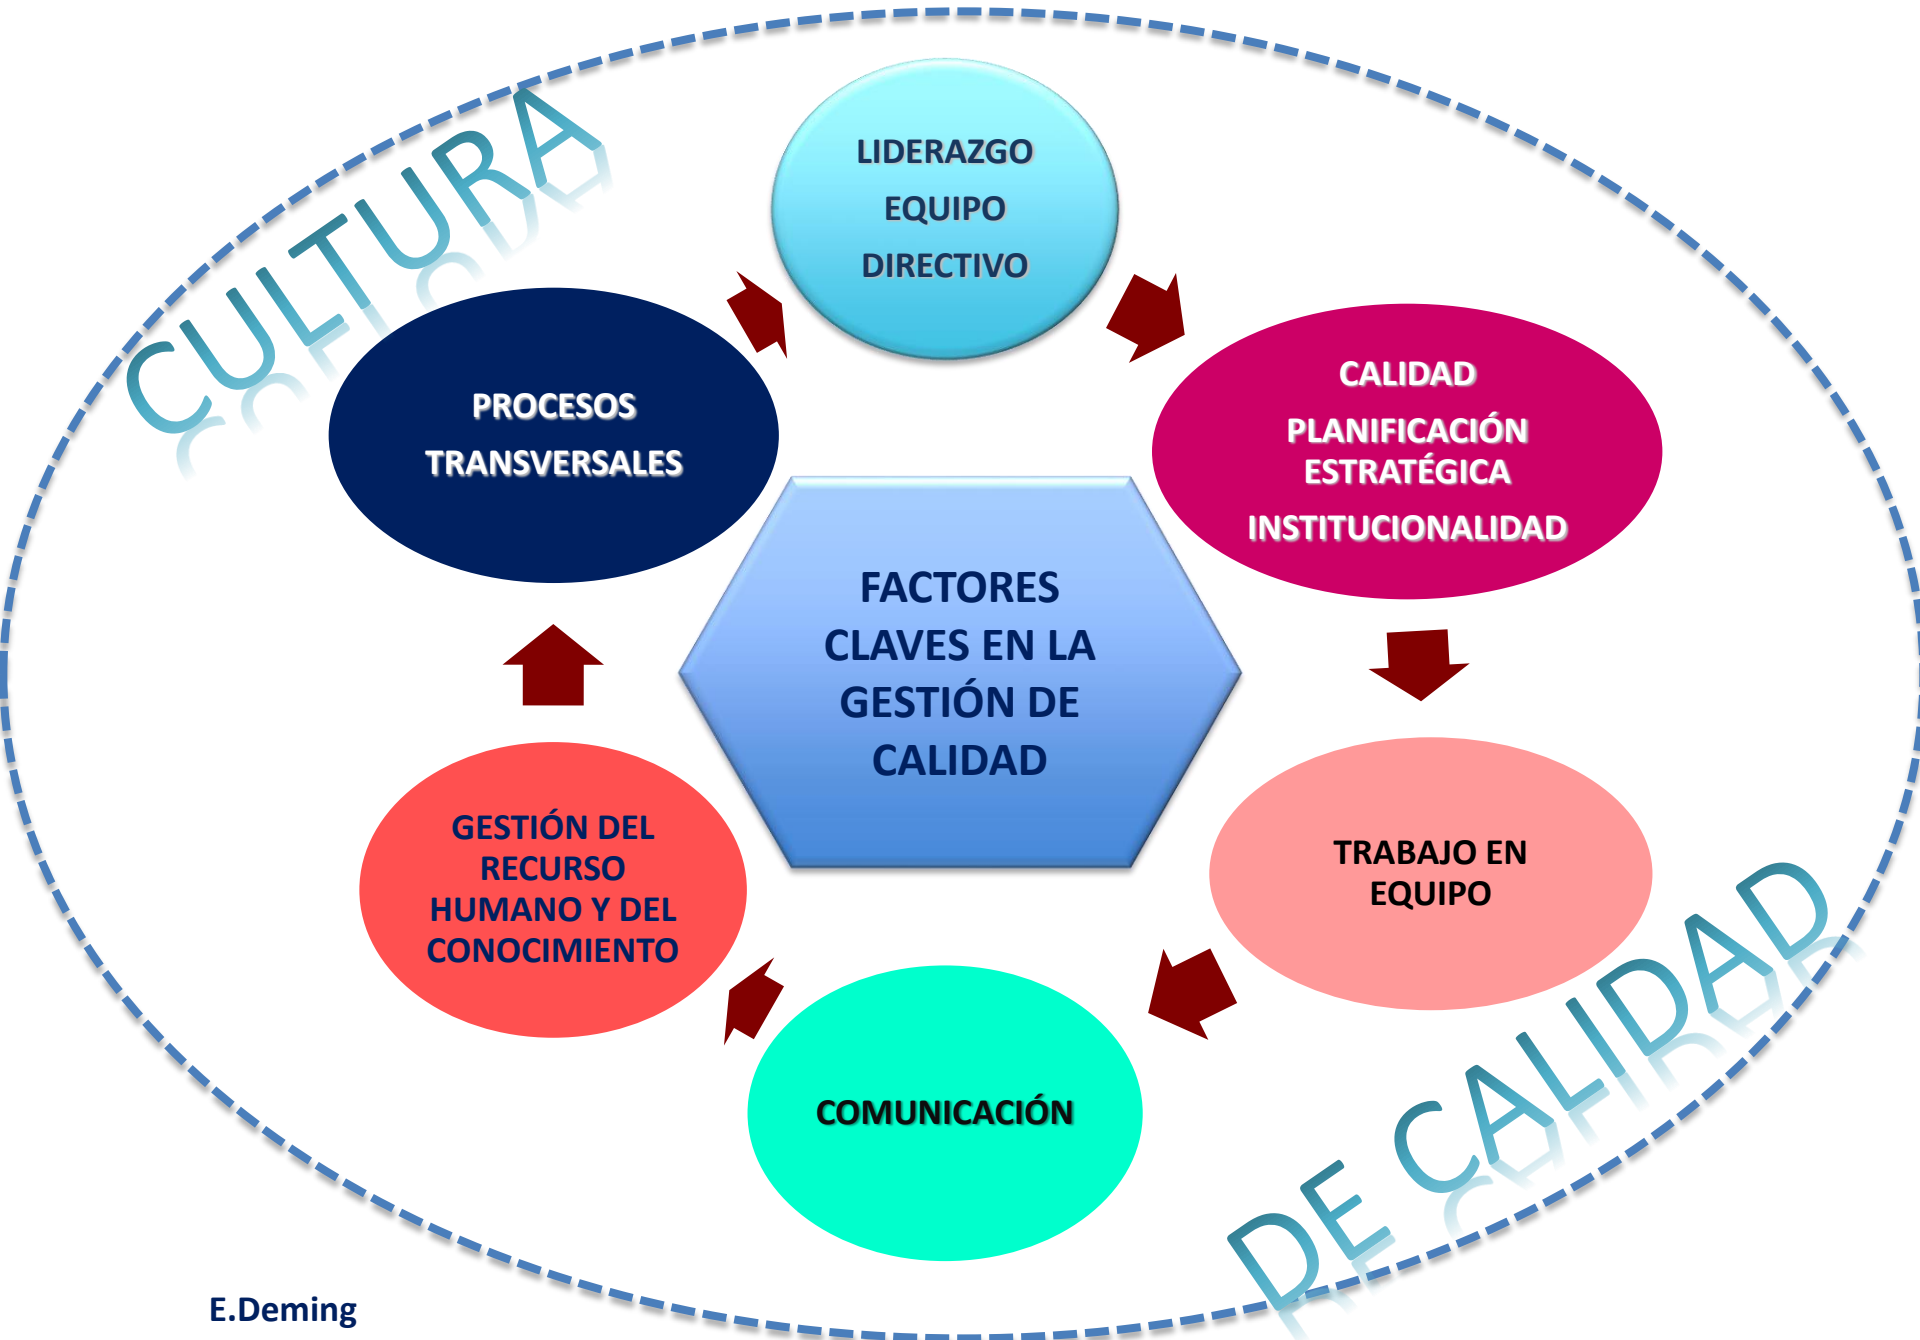 CULTURA
LIDERAZGO
EQUIPO
DIRECTIVO
CALIDAD
PLANIFICACIÓN
ESTRATÉGICA
INSTITUCIONALIDAD
PROCESOS
TRANSVERSALES
FACTORES
CLAVES EN LA
GESTIÓN DE
CALIDAD
TRABAJO EN
EQUIPO
GESTIÓN DEL
RECURSO
HUMANO Y DEL
CONOCIMIENTO
COMUNICACIÓN
DE CALIDAD
E.Deming